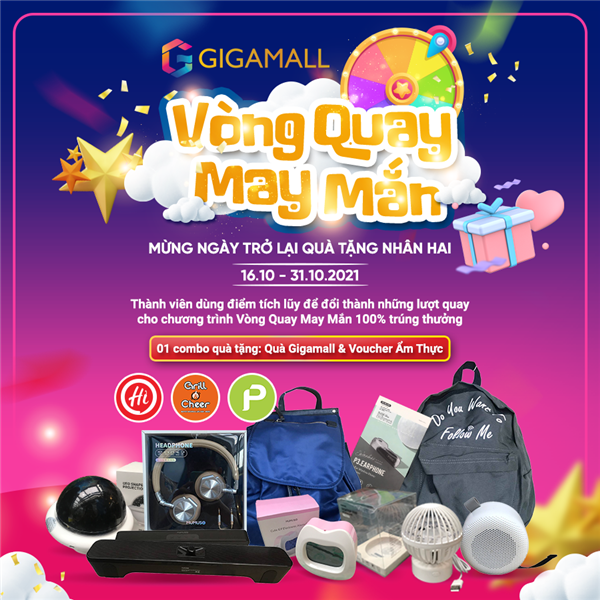 GIGAMALL
Vòng Quay
May Mắn
MỪNG NGÀY TRỞ LẠI QUÀ TẶNG NHÂN HAI
16.10 - 31.10.2021
Thành viên dùng điểm tích lũy để đổi thành những lượt quay
cho chương trình Vòng Quay May Mắn 100% trúng thưởng
01 combo quà tặng: Quà Gigamall & Voucher Ẩm Thực
Hi
Grill & Cheer
P
HEADPHONE
MUMUSO
P3.EARPHONE
Do You Want To
Follow Me